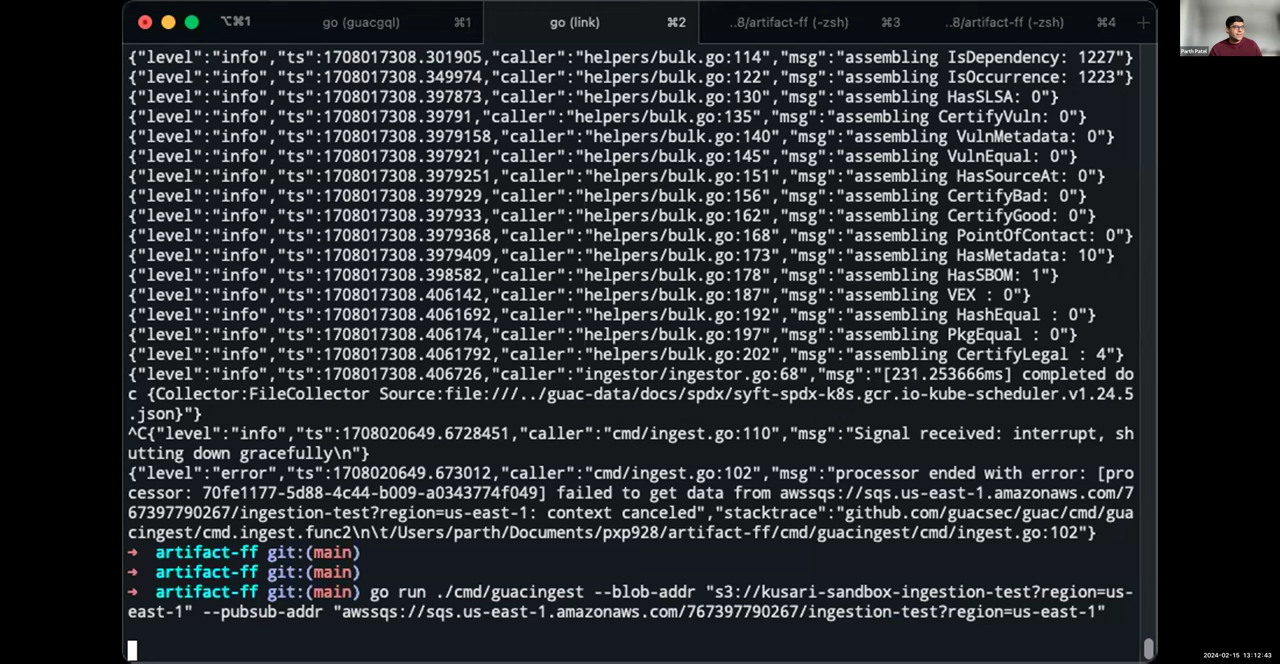 ⌥⌘1 go (guacgql) ⌘1 go (link) ⌘2 ..8/artifact-ff (-zsh) ⌘3 ..8/artifact-ff (-zsh) ⌘4 +
Parth Patel
{"level":"info","ts":1708017308.301905,"caller":"helpers/bulk.go:114","msg":"assembling IsDependency: 1227"}
{"level":"info","ts":1708017308.349974,"caller":"helpers/bulk.go:122","msg":"assembling IsOccurrence: 1223"}
{"level":"info","ts":1708017308.397873,"caller":"helpers/bulk.go:130","msg":"assembling HasSLSA: 0"}
{"level":"info","ts":1708017308.39791,"caller":"helpers/bulk.go:135","msg":"assembling CertifyVuln: 0"}
{"level":"info","ts":1708017308.3979158,"caller":"helpers/bulk.go:140","msg":"assembling VulnMetadata: 0"}
{"level":"info","ts":1708017308.397921,"caller":"helpers/bulk.go:145","msg":"assembling VulnEqual: 0"}
{"level":"info","ts":1708017308.3979251,"caller":"helpers/bulk.go:151","msg":"assembling HasSourceAt: 0"}
{"level":"info","ts":1708017308.397929,"caller":"helpers/bulk.go:156","msg":"assembling CertifyBad: 0"}
{"level":"info","ts":1708017308.397933,"caller":"helpers/bulk.go:162","msg":"assembling CertifyGood: 0"}
{"level":"info","ts":1708017308.3979368,"caller":"helpers/bulk.go:168","msg":"assembling PointOfContact: 0"}
{"level":"info","ts":1708017308.3979409,"caller":"helpers/bulk.go:173","msg":"assembling HasMetadata: 10"}
{"level":"info","ts":1708017308.398582,"caller":"helpers/bulk.go:178","msg":"assembling HasSBOM: 1"}
{"level":"info","ts":1708017308.406142,"caller":"helpers/bulk.go:187","msg":"assembling VEX : 0"}
{"level":"info","ts":1708017308.4061692,"caller":"helpers/bulk.go:192","msg":"assembling HashEqual : 0"}
{"level":"info","ts":1708017308.406174,"caller":"helpers/bulk.go:197","msg":"assembling PkgEqual : 0"}
{"level":"info","ts":1708017308.4061792,"caller":"helpers/bulk.go:202","msg":"assembling CertifyLegal : 4"}
{"level":"info","ts":1708017308.406726,"caller":"ingestor/ingestor.go:68","msg":"[231.253666ms] completed do
c {Collector:FileCollector Source:file:///../guac-data/docs/spdx/syft-spdx-k8s.gcr.io-kube-scheduler.v1.24.5
.json}"}
^C{"level":"info","ts":1708020649.6728451,"caller":"cmd/ingest.go:110","msg":"Signal received: interrupt, sh
utting down gracefully\n"}
{"level":"error","ts":1708020649.673012,"caller":"cmd/ingest.go:102","msg":"processor ended with error: [pro
cessor: 70fe1177-5d88-4c44-b009-a0343774f049] failed to get data from awssqs://sqs.us-east-1.amazonaws.com/7
67397790267/ingestion-test?region=us-east-1: context canceled","stacktrace":"github.com/guacsec/guac/cmd/gua
cingest/cmd.ingest.func2\n\t/Users/parth/Documents/pxp928/artifact-ff/cmd/guacingest/cmd/ingest.go:102"}
➜ artifact-ff git:(main)
➜ artifact-ff git:(main)
➜ artifact-ff git:(main) go run ./cmd/guacingest --blob-addr "s3://kusari-sandbox-ingestion-test?region=us-
east-1" --pubsub-addr "awssqs://sqs.us-east-1.amazonaws.com/767397790267/ingestion-test?region=us-east-1"
2024-02-15 13:12:43